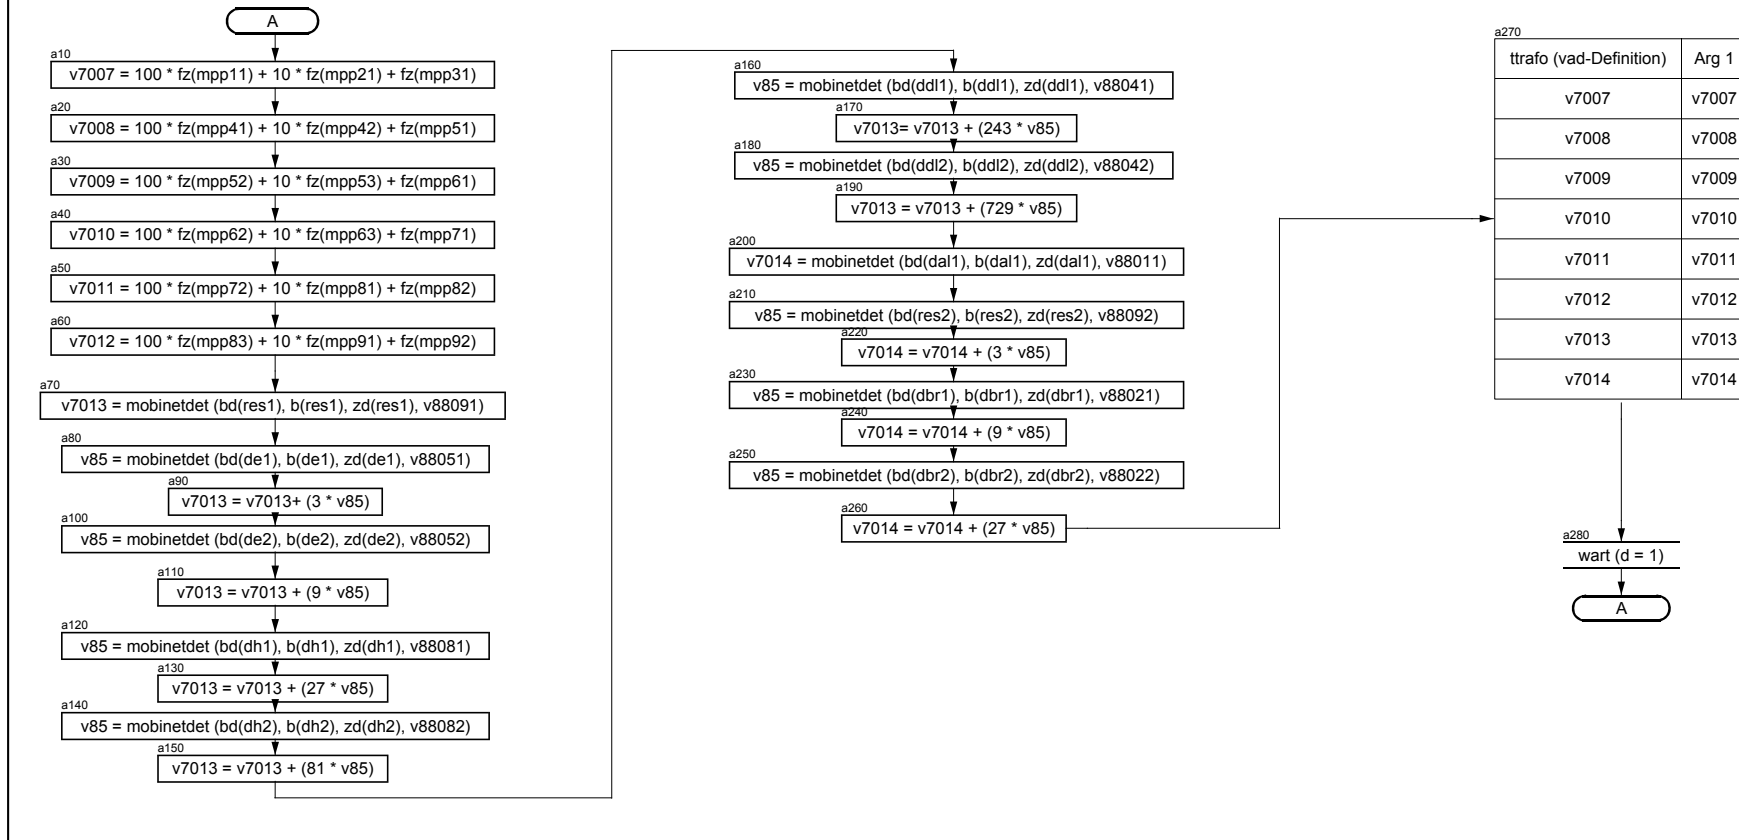 A
a10
v7007 = 100 * fz(mpp11) + 10 * fz(mpp21) + fz(mpp31)
a20
v7008 = 100 * fz(mpp41) + 10 * fz(mpp42) + fz(mpp51)
a30
v7009 = 100 * fz(mpp52) + 10 * fz(mpp53) + fz(mpp61)
a40
v7010 = 100 * fz(mpp62) + 10 * fz(mpp63) + fz(mpp71)
a50
v7011 = 100 * fz(mpp72) + 10 * fz(mpp81) + fz(mpp82)
a60
v7012 = 100 * fz(mpp83) + 10 * fz(mpp91) + fz(mpp92)
a70
v7013 = mobinetdet (bd(res1), b(res1), zd(res1), v88091)
a80
v85 = mobinetdet (bd(de1), b(de1), zd(de1), v88051)
a90
v7013 = v7013+ (3 * v85)
a100
v85 = mobinetdet (bd(de2), b(de2), zd(de2), v88052)
a110
v7013 = v7013 + (9 * v85)
a120
v85 = mobinetdet (bd(dh1), b(dh1), zd(dh1), v88081)
a130
v7013 = v7013 + (27 * v85)
a140
v85 = mobinetdet (bd(dh2), b(dh2), zd(dh2), v88082)
a150
v7013 = v7013 + (81 * v85)
a160
v85 = mobinetdet (bd(ddl1), b(ddl1), zd(ddl1), v88041)
a170
v7013= v7013 + (243 * v85)
a180
v85 = mobinetdet (bd(ddl2), b(ddl2), zd(ddl2), v88042)
a190
v7013 = v7013 + (729 * v85)
a200
v7014 = mobinetdet (bd(dal1), b(dal1), zd(dal1), v88011)
a210
v85 = mobinetdet (bd(res2), b(res2), zd(res2), v88092)
a220
v7014 = v7014 + (3 * v85)
a230
v85 = mobinetdet (bd(dbr1), b(dbr1), zd(dbr1), v88021)
a240
v7014 = v7014 + (9 * v85)
a250
v85 = mobinetdet (bd(dbr2), b(dbr2), zd(dbr2), v88022)
a260
v7014 = v7014 + (27 * v85)
a270
ttrafo (vad-Definition) Arg 1
v7007 v7007
v7008 v7008
v7009 v7009
v7010 v7010
v7011 v7011
v7012 v7012
v7013 v7013
v7014 v7014
a280
wart (d = 1)
A